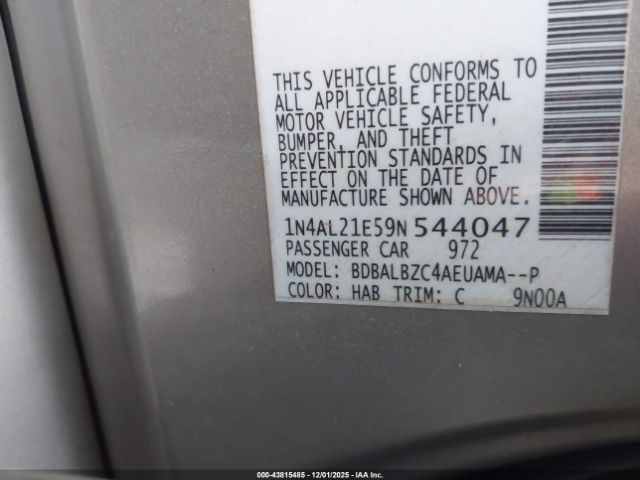 THIS VEHICLE CONFORMS TO
ALL APPLICABLE FEDERAL
MOTOR VEHICLE SAFETY,
BUMPER, AND THEFT
PREVENTION STANDARDS IN
EFFECT ON THE DATE OF
MANUFACTURE SHOWN ABOVE.
1N4AL21E59N 544047
PASSENGER CAR 972
MODEL: BDBALBZC4AEUAMA--P
COLOR: HAB TRIM: C 9N00A
000-43815485 | 12/01/2025 | IAA Inc.